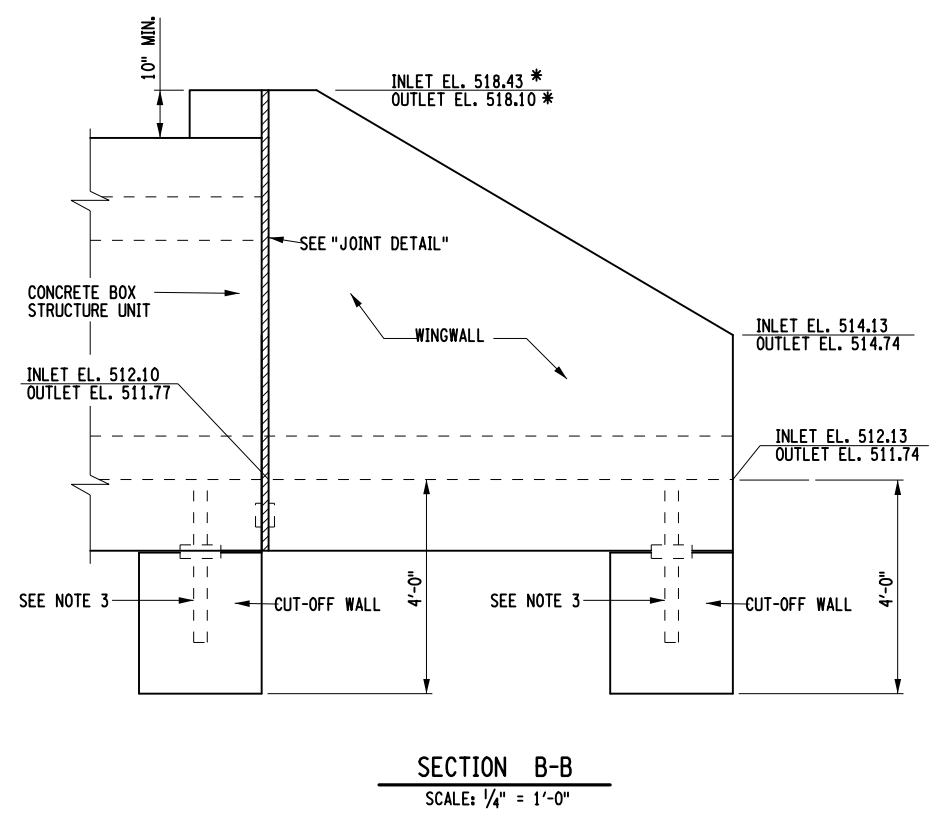 10" MIN.
INLET EL. 518.43 *
OUTLET EL. 518.10 *
SEE "JOINT DETAIL"
CONCRETE BOX
STRUCTURE UNIT
WINGWALL
INLET EL. 514.13
OUTLET EL. 514.74
INLET EL. 512.10
OUTLET EL. 511.77
INLET EL. 512.13
OUTLET EL. 511.74
SEE NOTE 3
CUT-OFF WALL
4'-0"
SEE NOTE 3
CUT-OFF WALL
4'-0"
SECTION B-B
SCALE: 1/4" = 1'-0"